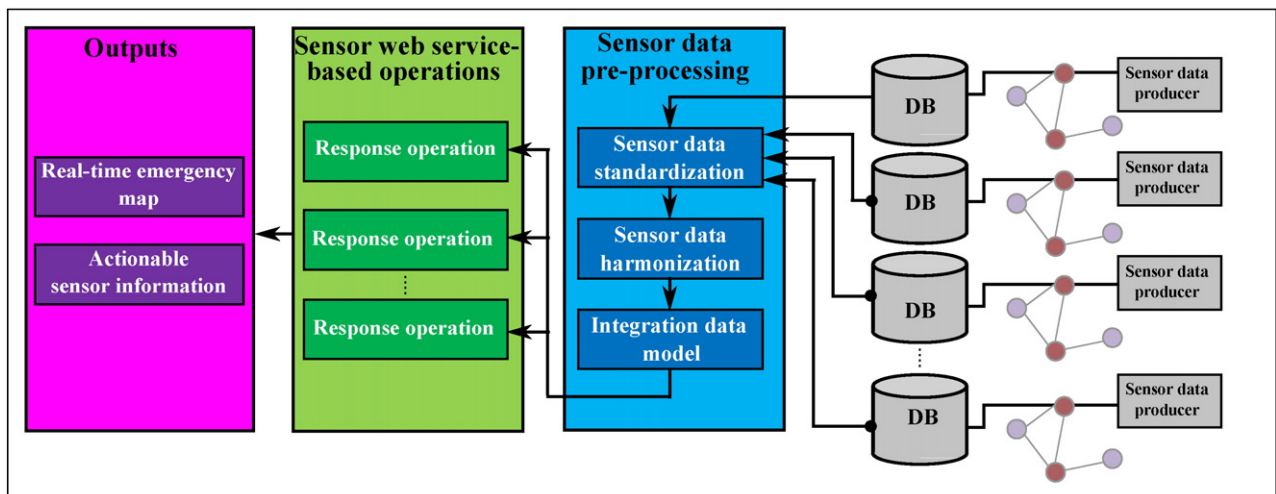 Outputs
Real-time emergency
map
Actionable
sensor information
Sensor web service-
based operations
Response operation
Response operation
Response operation
Sensor data
pre-processing
Sensor data
standardization
Sensor data
harmonization
Integration data
model
DB
Sensor data
producer
DB
Sensor data
producer
DB
Sensor data
producer
DB
Sensor data
producer